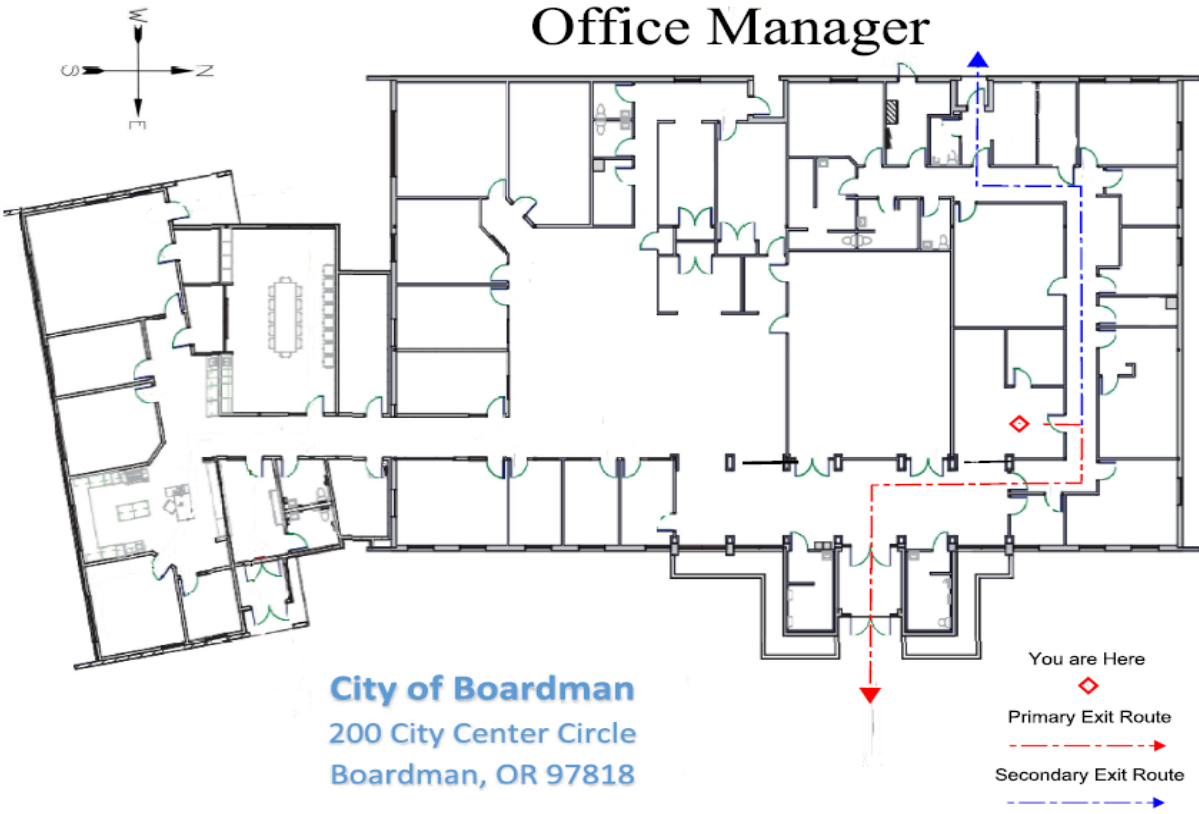 Office Manager
W
S
N
E
City of Boardman
200 City Center Circle
Boardman, OR 97818
You are Here
Primary Exit Route
Secondary Exit Route